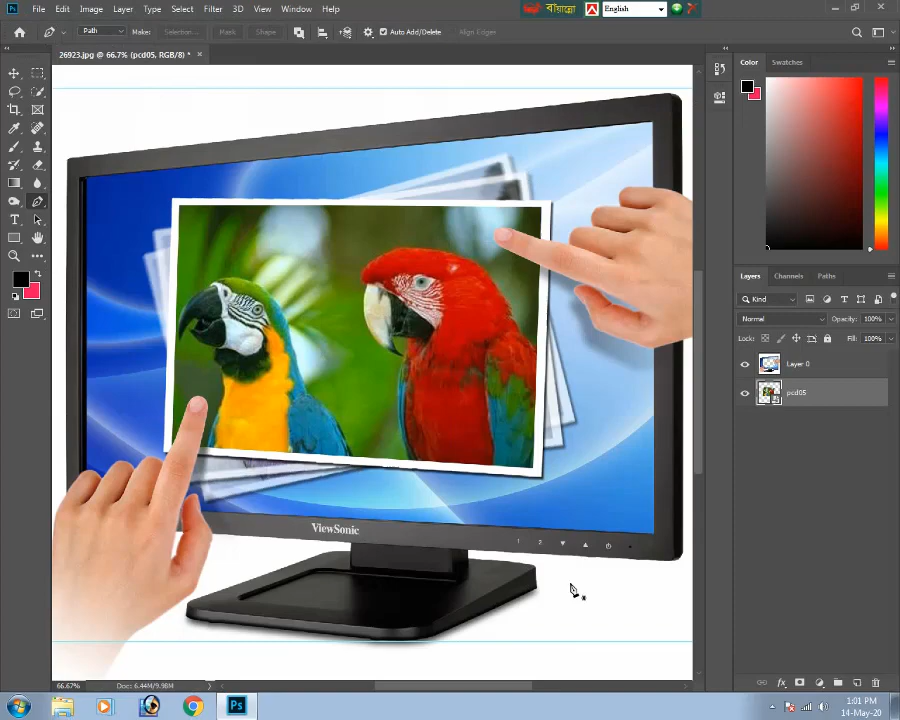 File Edit Image Layer Type Select Filter 3D View Window Help
বায়ান্নো English
Path Make: Selection... Mask Shape Auto Add/Delete Align Edges
26923.jpg @ 66.7% (pcd05, RGB/8) * ×
Color Swatches
ViewSonic
1 2
Layers Channels Paths
Kind
Normal Opacity: 100%
Lock: Fill: 100%
Layer 0
pcd05
66.67% Doc: 6.44M/9.98M
Ps
1:01 PM
14-May-20